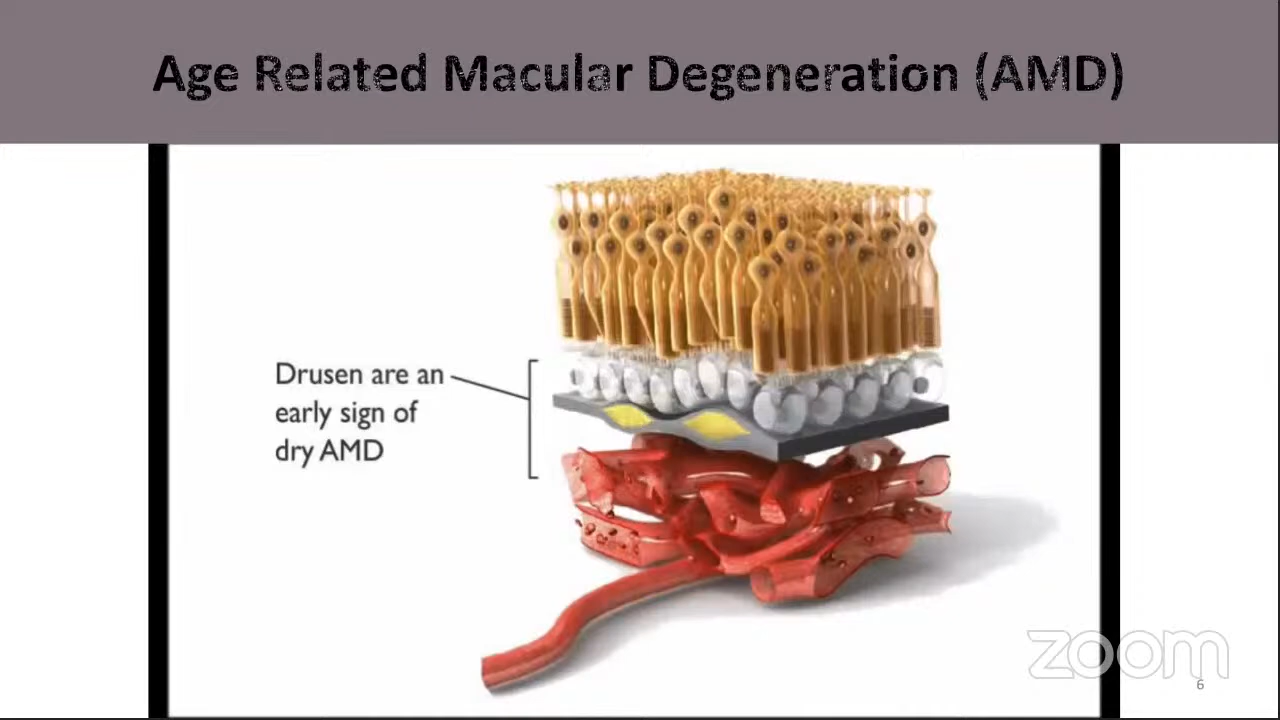 Age Related Macular Degeneration (AMD)
Drusen are an
early sign of
dry AMD
zoom
6